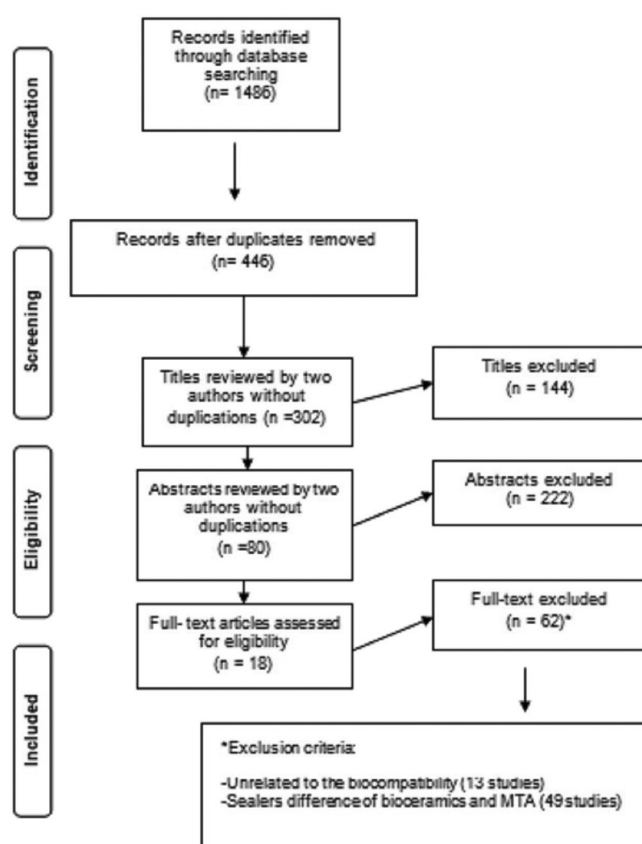 Identification
Records identified
through database
searching
(n= 1486)
Records after duplicates removed
(n= 446)
Screening
Titles reviewed by two
authors without
duplications (n =302)
Titles excluded
(n = 144)
Eligibility
Abstracts reviewed by two
authors without
duplications
(n =80)
Abstracts excluded
(n = 222)
Full- text articles assessed
for eligibility
(n = 18)
Full-text excluded
(n = 62)*
Included
*Exclusion criteria:
-Unrelated to the biocompatibility (13 studies)
-Sealers difference of bioceramics and MTA (49 studies)